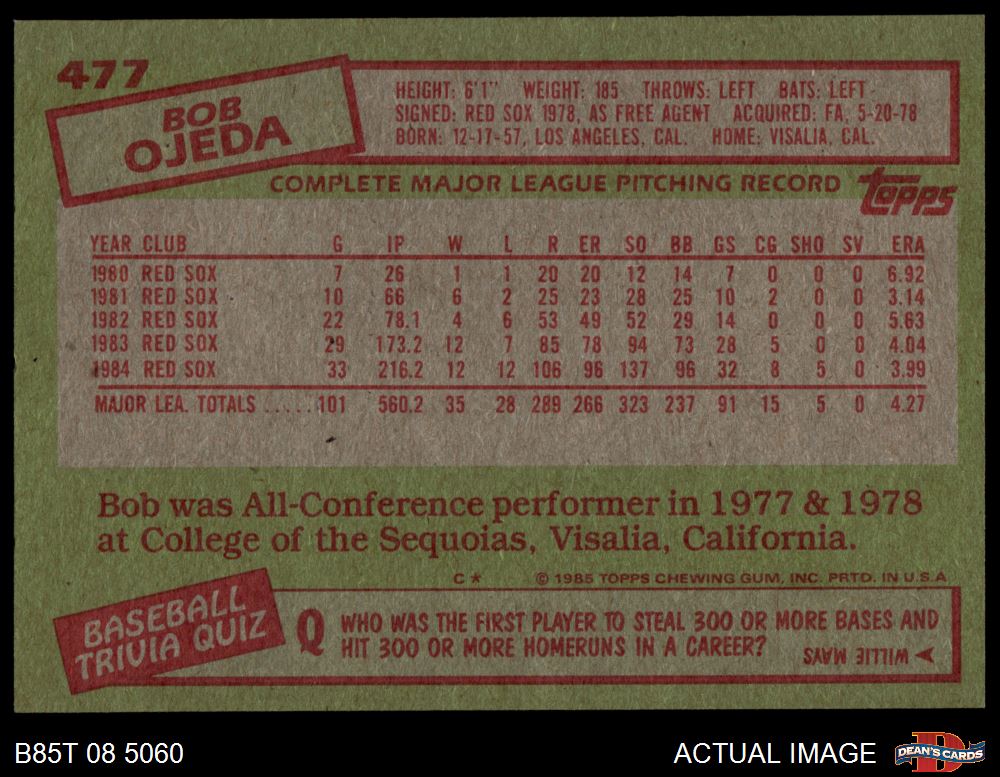 477
BOB
OJEDA
HEIGHT: 6'1" WEIGHT: 185 THROWS: LEFT BATS: LEFT
SIGNED: RED SOX 1978, AS FREE AGENT ACQUIRED: FA, 5-20-78
BORN: 12-17-57, LOS ANGELES, CAL. HOME: VISALIA, CAL.
COMPLETE MAJOR LEAGUE PITCHING RECORD
Topps
YEAR CLUB G IP W L R ER SO BB GS CG SHO SV ERA
1980 RED SOX 7 26 1 1 20 20 12 14 7 0 0 0 6.92
1981 RED SOX 10 66 6 2 25 23 28 25 10 2 0 0 3.14
1982 RED SOX 22 78.1 4 6 53 49 52 29 14 0 0 0 5.63
1983 RED SOX 29 173.2 12 7 85 78 94 73 28 5 0 0 4.04
1984 RED SOX 33 216.2 12 12 106 96 137 96 32 8 5 0 3.99
MAJOR LEA. TOTALS .....101 560.2 35 28 289 266 323 237 91 15 5 0 4.27
Bob was All-Conference performer in 1977 & 1978
at College of the Sequoias, Visalia, California.
C* © 1985 TOPPS CHEWING GUM, INC. PRTD. IN U.S.A.
BASEBALL
TRIVIA QUIZ
Q WHO WAS THE FIRST PLAYER TO STEAL 300 OR MORE BASES AND
HIT 300 OR MORE HOMERUNS IN A CAREER?
WILLIE MAYS
B85T 08 5060
ACTUAL IMAGE
D
DEAN'S CARDS